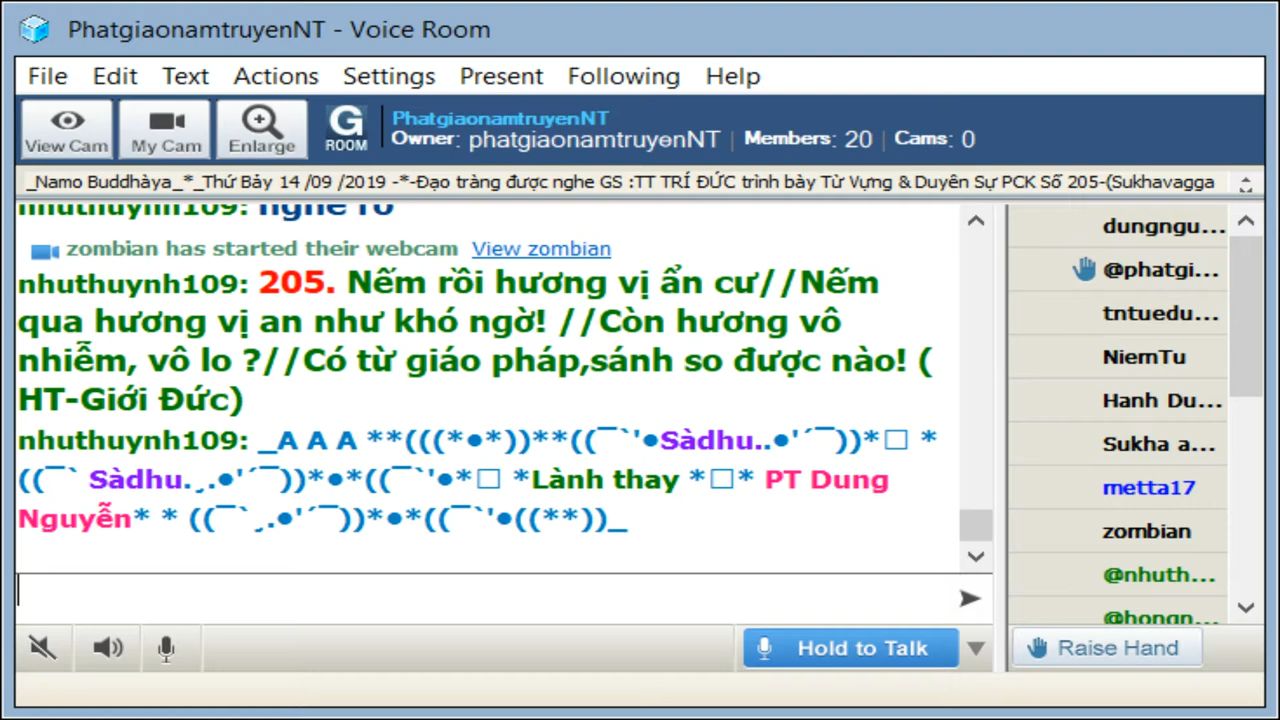 PhatgiaonamtruyenNT - Voice Room
File Edit Text Actions Settings Present Following Help
View Cam My Cam Enlarge G ROOM
PhatgiaonamtruyenNT
Owner: phatgiaonamtruyenNT | Members: 20 | Cams: 0
_Namo Buddhàya_*_Thứ Bảy 14 /09 /2019 -*-Đạo tràng được nghe GS :TT TRÍ ĐỨC trình bày Từ Vựng & Duyên Sự PCK Số 205-(Sukhavagga
nhuthuynh109: nghe rõ
zombian has started their webcam View zombian
nhuthuynh109: 205. Nếm rồi hương vị ẩn cư//Nếm
qua hương vị an như khó ngờ! //Còn hương vô
nhiễm, vô lo ?//Có từ giáo pháp,sánh so được nào! (
HT-Giới Đức)
nhuthuynh109: _A A A **(((*●*))**((¯`'●Sàdhu..●'´¯))*□ *
((¯` Sàdhu.¸.●'´¯))*●*((¯`'●*□ *Lành thay *□* PT Dung
Nguyễn* * ((¯`¸.●'´¯))*●*((¯`'●((**))_
dungngu...
@phatgi...
tntuedu...
NiemTu
Hanh Du...
Sukha a...
metta17
zombian
@nhuth...
@hongn...
Hold to Talk
Raise Hand